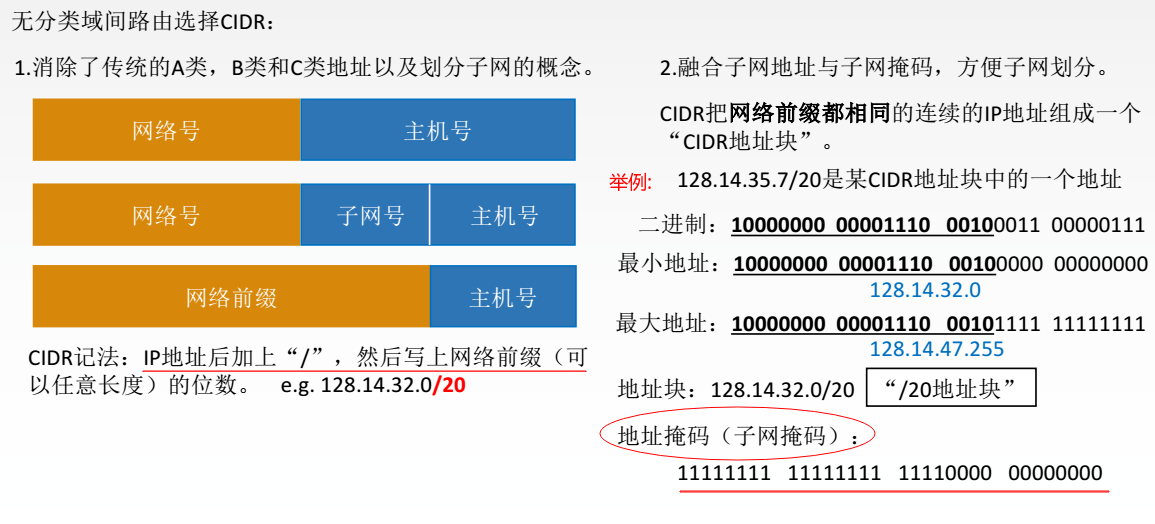 无分类域间路由选择CIDR：
1.消除了传统的A类，B类和C类地址以及划分子网的概念。
网络号 主机号
网络号 子网号 主机号
网络前缀 主机号
CIDR记法：IP地址后加上“/”，然后写上网络前缀（可
以任意长度）的位数。 e.g. 128.14.32.0/20
2.融合子网地址与子网掩码，方便子网划分。
CIDR把网络前缀都相同的连续的IP地址组成一个
“CIDR地址块”。
举例: 128.14.35.7/20是某CIDR地址块中的一个地址
二进制：10000000 00001110 00100011 00000111
最小地址：10000000 00001110 00100000 00000000
128.14.32.0
最大地址：10000000 00001110 00101111 11111111
128.14.47.255
地址块：128.14.32.0/20 “/20地址块”
地址掩码（子网掩码）：
11111111 11111111 11110000 00000000